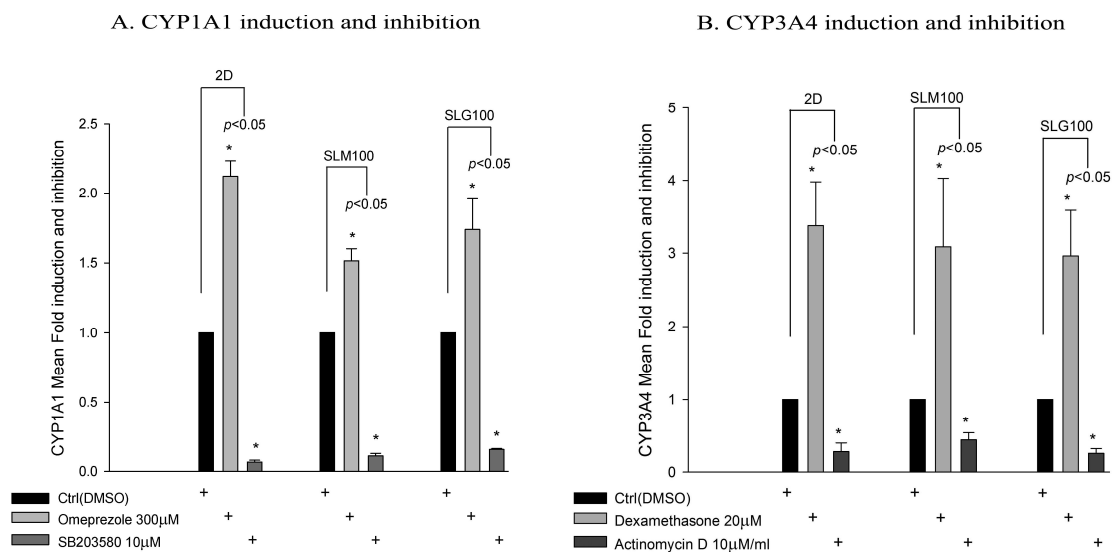 A. CYP1A1 induction and inhibition
2D
p<0.05
*
SLM100
p<0.05
*
SLG100
p<0.05
*
CYP1A1 Mean Fold induction and inhibition
2.5
2.0
1.5
1.0
0.5
0.0
*
*
*
Ctrl(DMSO) + + +
Omeprezole 300µM + + +
SB203580 10µM + + +
B. CYP3A4 induction and inhibition
2D
p<0.05
*
SLM100
p<0.05
*
SLG100
p<0.05
*
CYP3A4 Mean Fold induction and inhibition
5
4
3
2
1
0
*
*
*
Ctrl(DMSO) + + +
Dexamethasone 20µM + + +
Actinomycin D 10µM/ml + + +